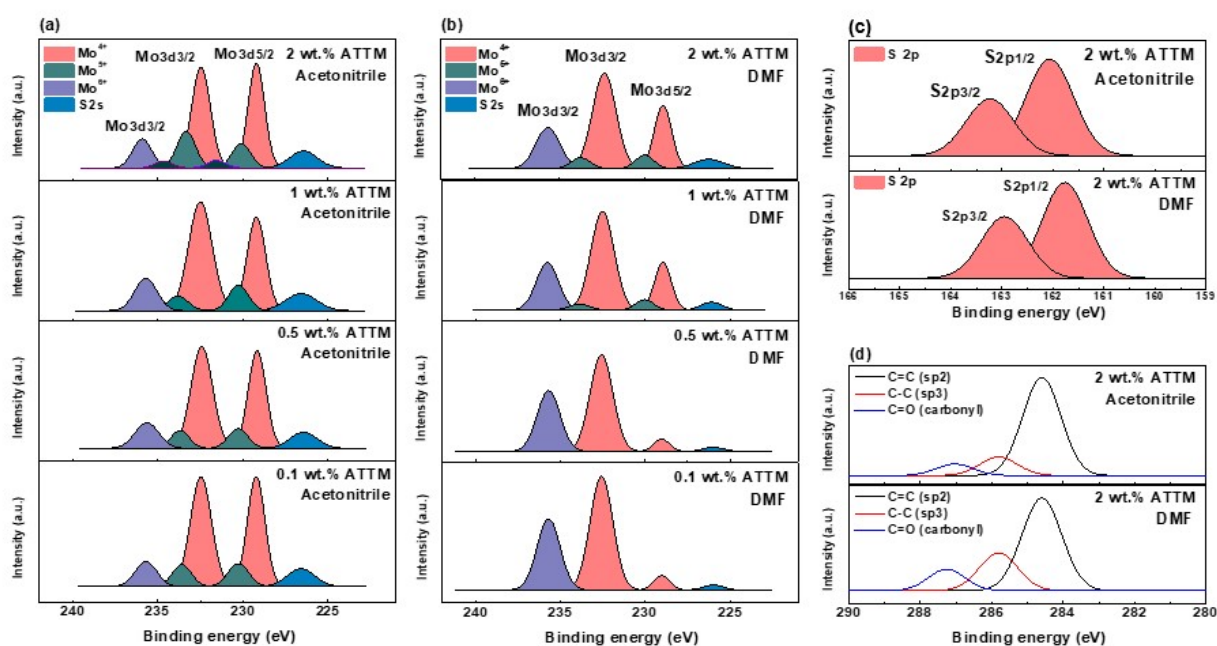 (a)
Intensity (a.u.)
Mo4+
Mo5+
Mo6+
S 2s
Mo3d3/2
Mo3d3/2
Mo3d5/2
2 wt.% ATTM
Acetonitrile
Intensity (a.u.)
1 wt.% ATTM
Acetonitrile
Intensity (a.u.)
0.5 wt.% ATTM
Acetonitrile
Intensity (a.u.)
0.1 wt.% ATTM
Acetonitrile
240 235 230 225
Binding energy (eV)
(b)
Intensity (a.u.)
Mo4+
Mo5+
Mo6+
S 2s
Mo3d3/2
Mo3d3/2
Mo3d5/2
2 wt.% ATTM
DMF
Intensity (a.u.)
1 wt.% ATTM
DMF
Intensity (a.u.)
0.5 wt.% ATTM
DMF
Intensity (a.u.)
0.1 wt.% ATTM
DMF
240 235 230 225
Binding energy (eV)
(c)
Intensity (a.u.)
S 2p
S2p3/2
S2p1/2
2 wt.% ATTM
Acetonitrile
Intensity (a.u.)
S 2p
S2p3/2
S2p1/2
2 wt.% ATTM
DMF
166 165 164 163 162 161 160 159
Binding energy (eV)
(d)
Intensity (a.u.)
C=C (sp2)
C-C (sp3)
C=O (carbonyl)
2 wt.% ATTM
Acetonitrile
Intensity (a.u.)
C=C (sp2)
C-C (sp3)
C=O (carbonyl)
2 wt.% ATTM
DMF
290 288 286 284 282 280
Binding energy (eV)